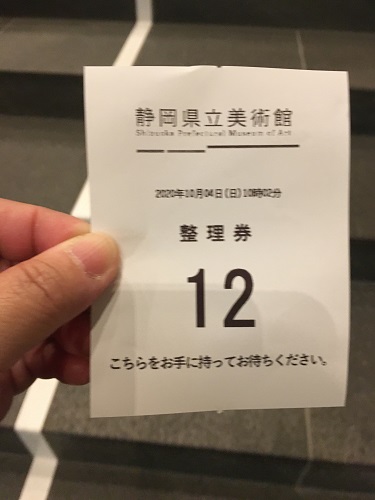 静岡県立美術館
Shizuoka Prefectural Museum of Art
2020年10月04日(日)10時02分
整理券
12
こちらをお手に持ってお待ちください。